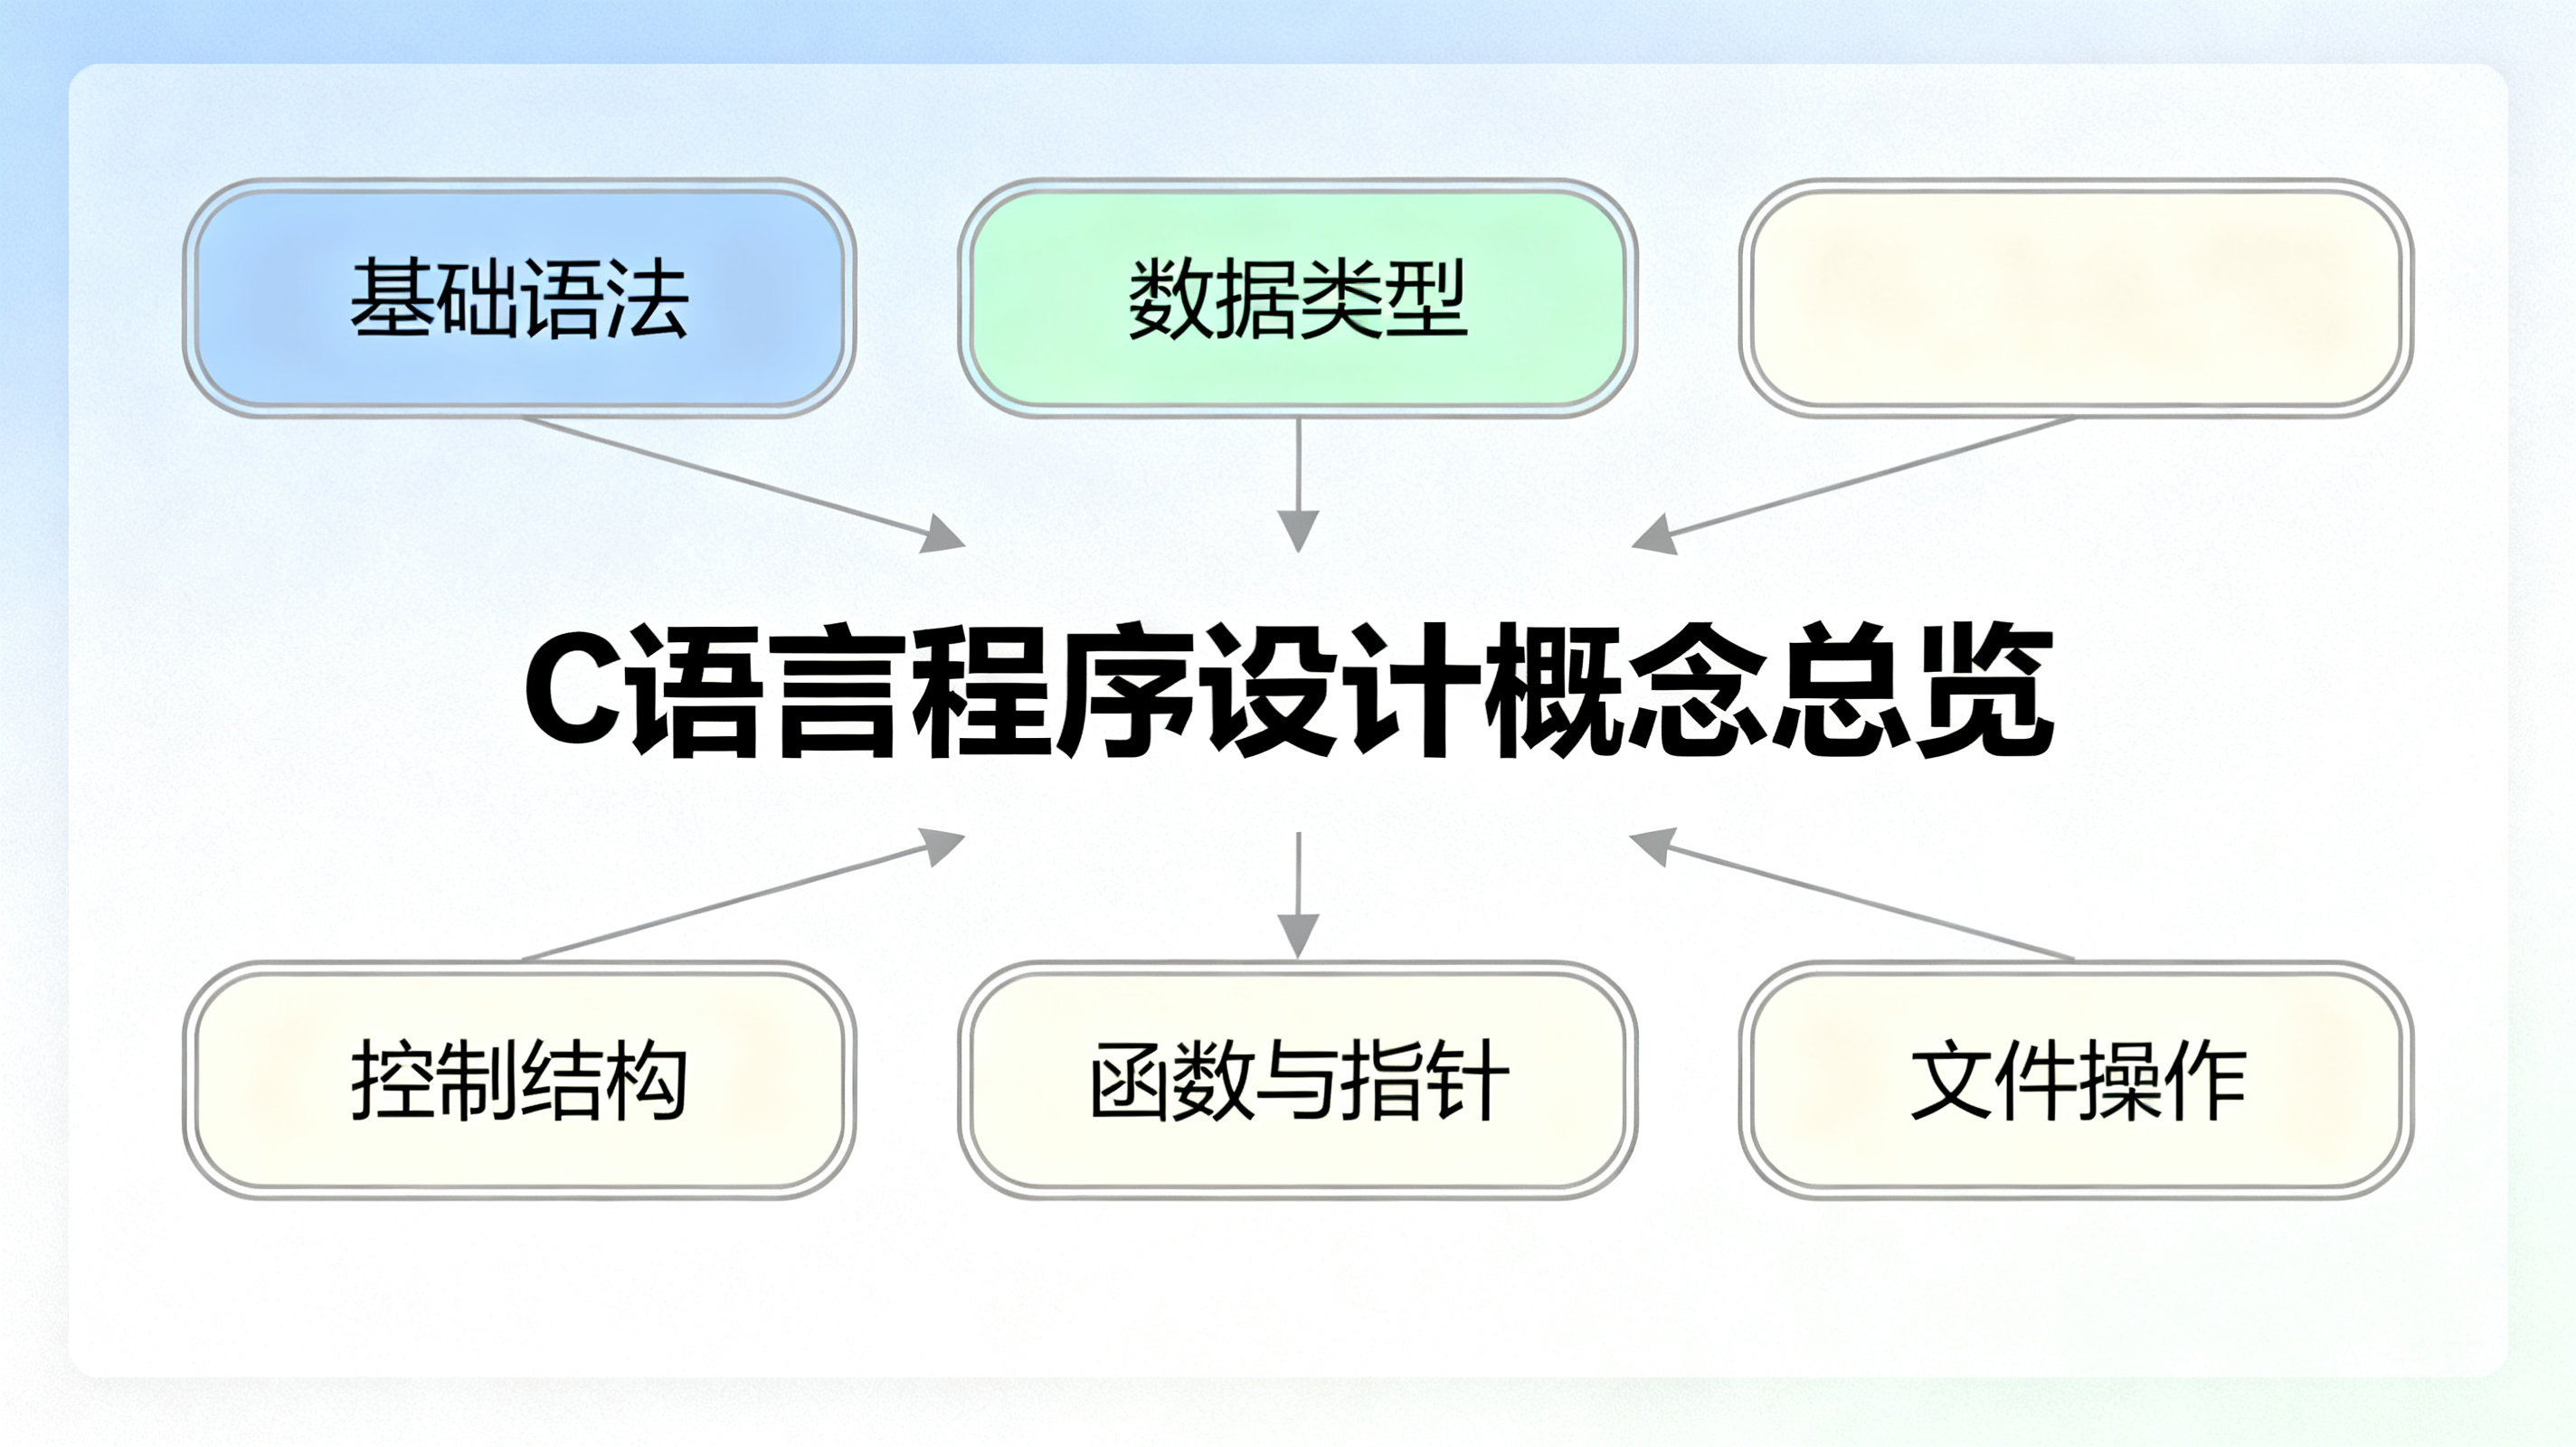 基础语法
数据类型
C语言程序设计概念总览
控制结构
函数与指针
文件操作